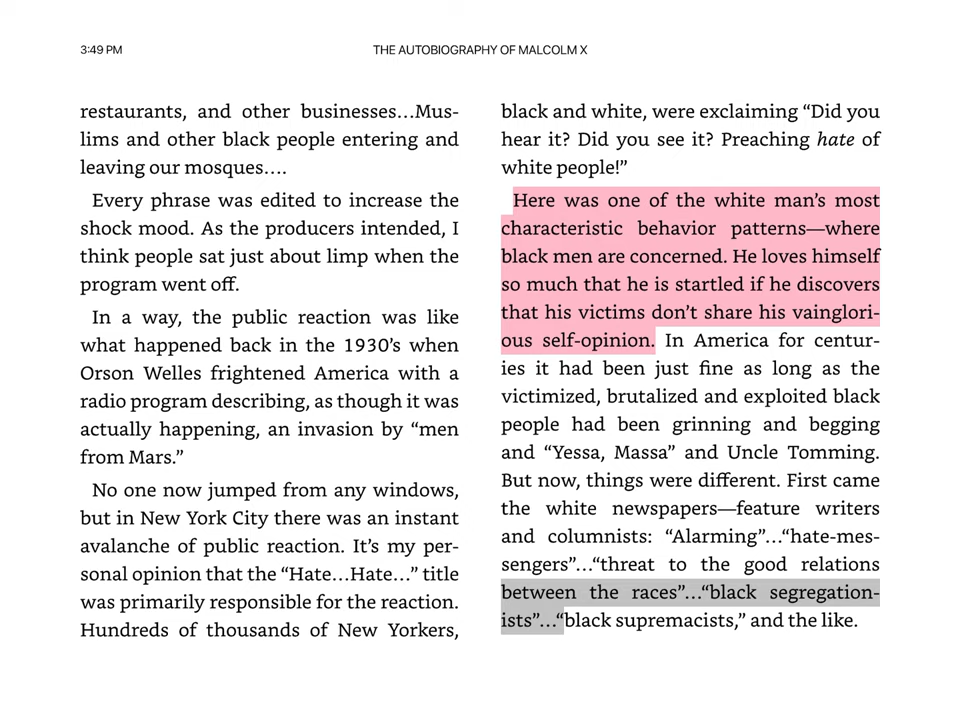 3:49 PM
THE AUTOBIOGRAPHY OF MALCOLM X
restaurants, and other businesses…Mus-
lims and other black people entering and
leaving our mosques….
Every phrase was edited to increase the
shock mood. As the producers intended, I
think people sat just about limp when the
program went off.
In a way, the public reaction was like
what happened back in the 1930’s when
Orson Welles frightened America with a
radio program describing, as though it was
actually happening, an invasion by “men
from Mars.”
No one now jumped from any windows,
but in New York City there was an instant
avalanche of public reaction. It’s my per-
sonal opinion that the “Hate…Hate…” title
was primarily responsible for the reaction.
Hundreds of thousands of New Yorkers,
black and white, were exclaiming “Did you
hear it? Did you see it? Preaching hate of
white people!”
Here was one of the white man’s most
characteristic behavior patterns—where
black men are concerned. He loves himself
so much that he is startled if he discovers
that his victims don’t share his vainglori-
ous self-opinion. In America for centur-
ies it had been just fine as long as the
victimized, brutalized and exploited black
people had been grinning and begging
and “Yessa, Massa” and Uncle Tomming.
But now, things were different. First came
the white newspapers—feature writers
and columnists: “Alarming”…“hate-mes-
sengers”…“threat to the good relations
between the races”…“black segregation-
ists”…“black supremacists,” and the like.